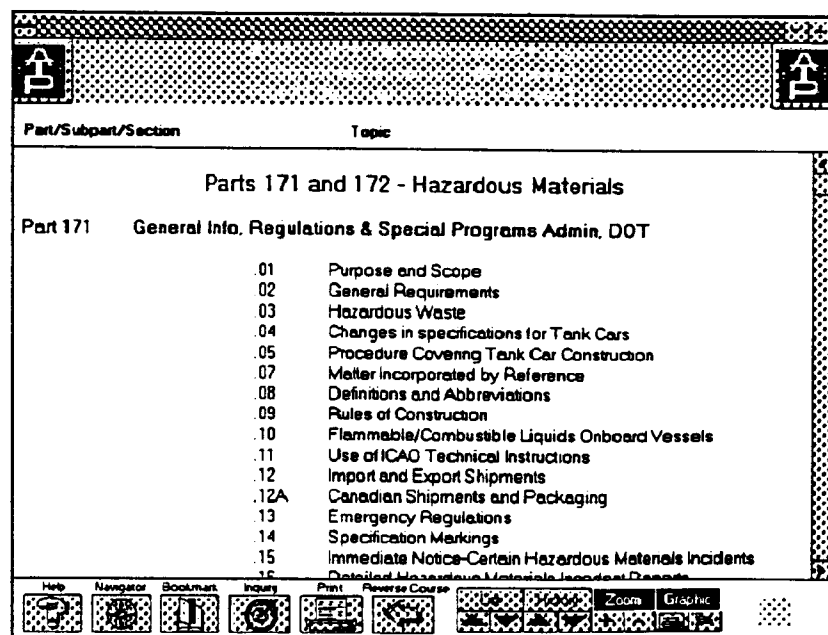 Part/Subpart/Section Topic
Parts 171 and 172 - Hazardous Materials
Part 171 General Info, Regulations & Special Programs Admin, DOT
.01 Purpose and Scope
.02 General Requirements
.03 Hazardous Waste
.04 Changes in specifications for Tank Cars
.05 Procedure Covering Tank Car Construction
.07 Matter Incorporated by Reference
.08 Definitions and Abbreviations
.09 Rules of Construction
.10 Flammable/Combustible Liquids Onboard Vessels
.11 Use of ICAO Technical Instructions
.12 Import and Export Shipments
.12A Canadian Shipments and Packaging
.13 Emergency Regulations
.14 Specification Markings
.15 Immediate Notice-Certain Hazardous Materials Incidents
Detailed Hazardous Materials Incident Reports
Help Navigator Bookmark Inquiry Print Reverse Course Zoom Graphic